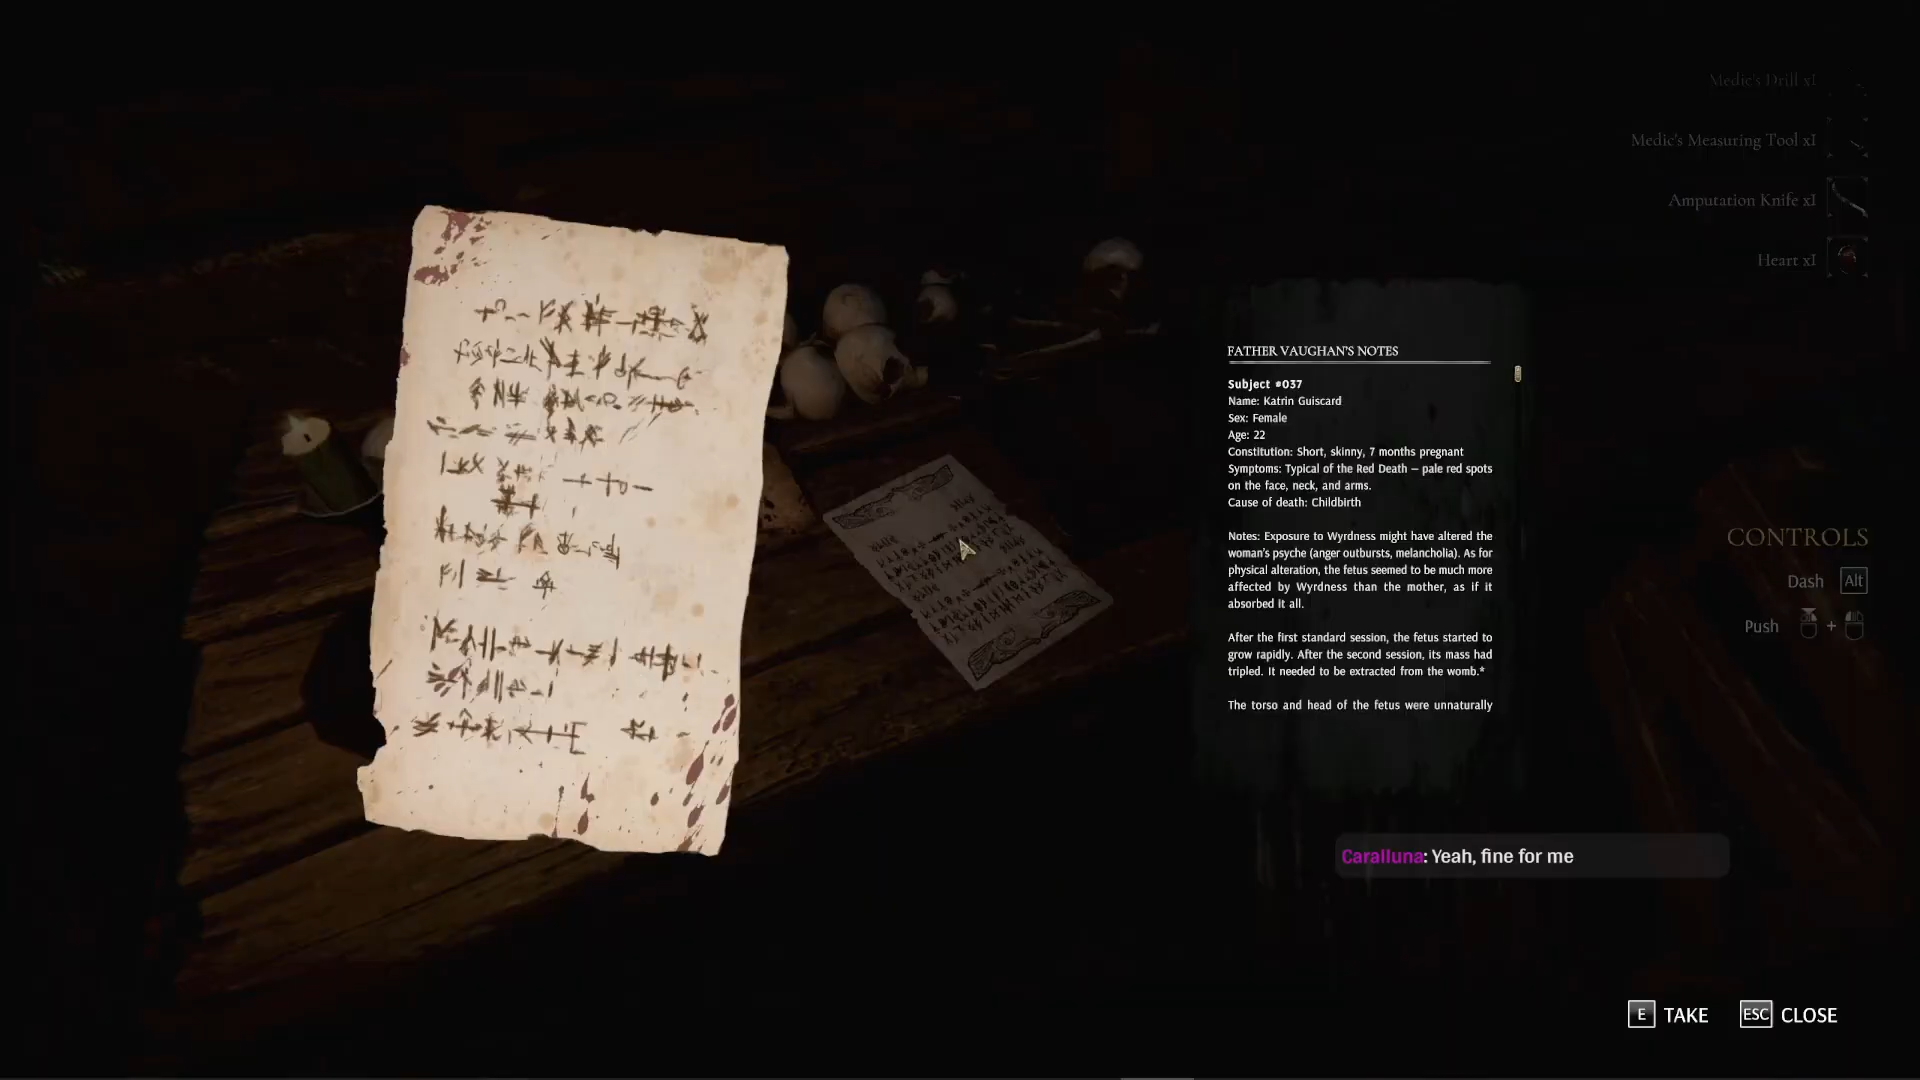 Medic's Drill x1
Medic's Measuring Tool x1
Amputation Knife x1
Heart x1
FATHER VAUGHAN'S NOTES
Subject #037
Name: Katrin Guiscard
Sex: Female
Age: 22
Constitution: Short, skinny, 7 months pregnant
Symptoms: Typical of the Red Death – pale red spots
on the face, neck, and arms.
Cause of death: Childbirth
Notes: Exposure to Wyrdness might have altered the
woman's psyche (anger outbursts, melancholia). As for
physical alteration, the fetus seemed to be much more
affected by Wyrdness than the mother, as if it
absorbed it all.
After the first standard session, the fetus started to
grow rapidly. After the second session, its mass had
tripled. It needed to be extracted from the womb.*
The torso and head of the fetus were unnaturally
CONTROLS
Dash Alt
Push +
Caralluna: Yeah, fine for me
E TAKE ESC CLOSE